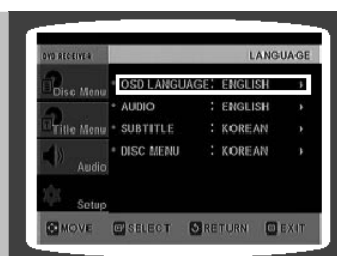 DVD RECEIVER LANGUAGE
Disc Menu
OSD LANGUAGE : ENGLISH
AUDIO : ENGLISH
Title Menu
SUBTITLE : KOREAN
DISC MENU : KOREAN
Audio
Setup
MOVE SELECT RETURN EXIT